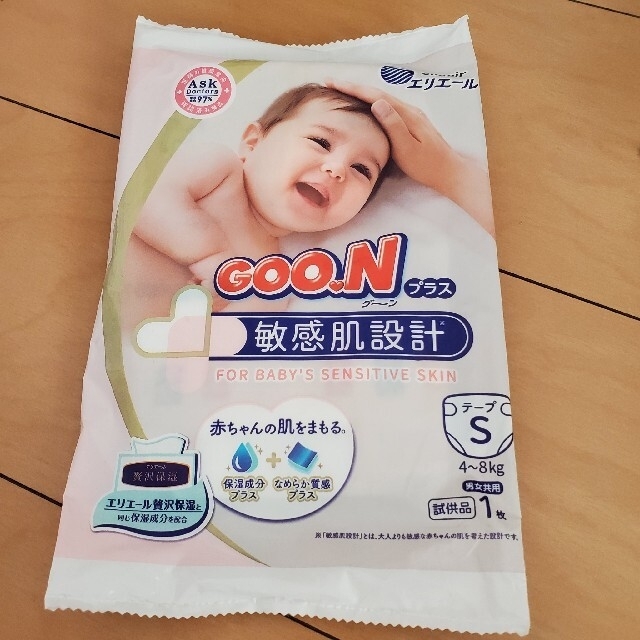 Ask
Doctors
97%
エリエール
GOO.N
グ〜ン
プラス
敏感肌設計※
FOR BABY'S SENSITIVE SKIN
赤ちゃんの肌をまもる。
保湿成分
プラス
+
なめらか質感
プラス
贅沢保湿
エリエール贅沢保湿と
同じ保湿成分を配合
テープ
S
4~8kg
男女共用
試供品 1枚
※「敏感肌設計」とは、大人よりも敏感な赤ちゃんの肌を考えた設計です。